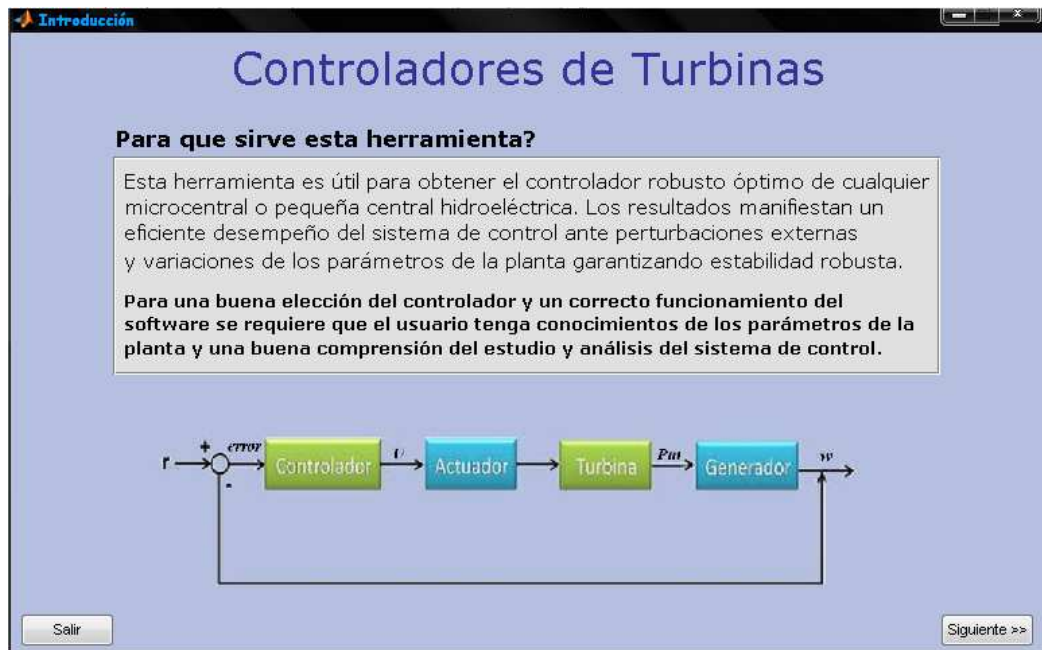 Introducción
Controladores de Turbinas
Para que sirve esta herramienta?
Esta herramienta es útil para obtener el controlador robusto óptimo de cualquier
microcentral o pequeña central hidroeléctrica. Los resultados manifiestan un
eficiente desempeño del sistema de control ante perturbaciones externas
y variaciones de los parámetros de la planta garantizando estabilidad robusta.
Para una buena elección del controlador y un correcto funcionamiento del
software se requiere que el usuario tenga conocimientos de los parámetros de la
planta y una buena comprensión del estudio y análisis del sistema de control.
r + error - Controlador Actuador Turbina Pm Generador w
Salir
Siguiente >>